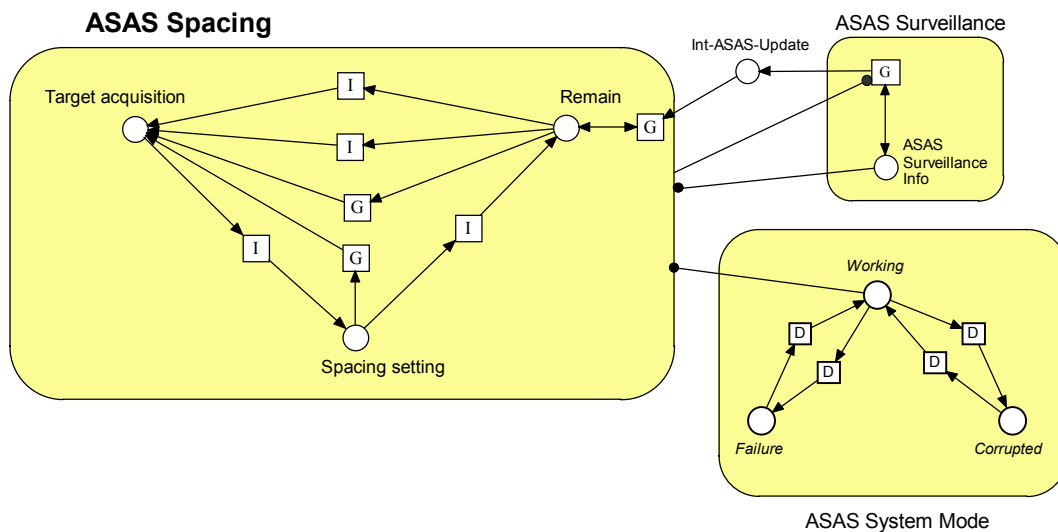 ASAS Spacing
ASAS Surveillance
Int-ASAS-Update
G
Target acquisition
I
Remain
G
I
ASAS
Surveillance
Info
G
I
I
G
Working
D
D
D
D
Spacing setting
Failure
Corrupted
ASAS System Mode